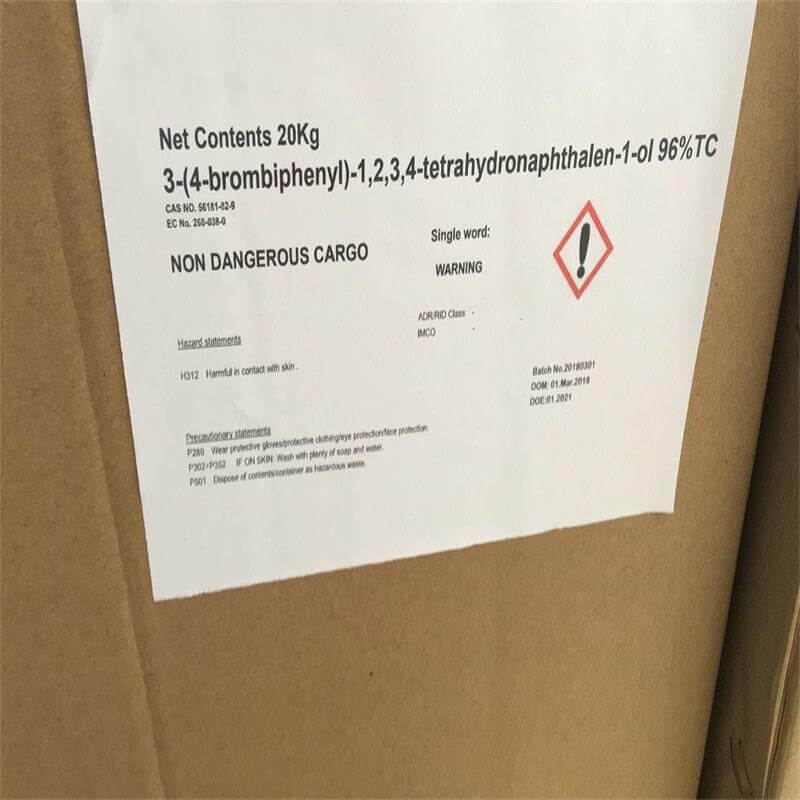 Net Contents 20Kg
3-(4-brombiphenyl)-1,2,3,4-tetrahydronaphthalen-1-ol 96%TC
CAS NO. 56181-82-9
EC No. 260-038-0
NON DANGEROUS CARGO
Single word:
WARNING
ADR/RID Class -
IMCO -
Hazard statements
H312 Harmful in contact with skin .
Batch No.20180301
DOM: 01.Mar.2018
DOE:01.2021
Precautionary statements
P280 Wear protective gloves/protective clothing/eye protection/face protection.
P302+P352 IF ON SKIN: Wash with plenty of soap and water.
P501 Dispose of contents/container as hazardous waste.